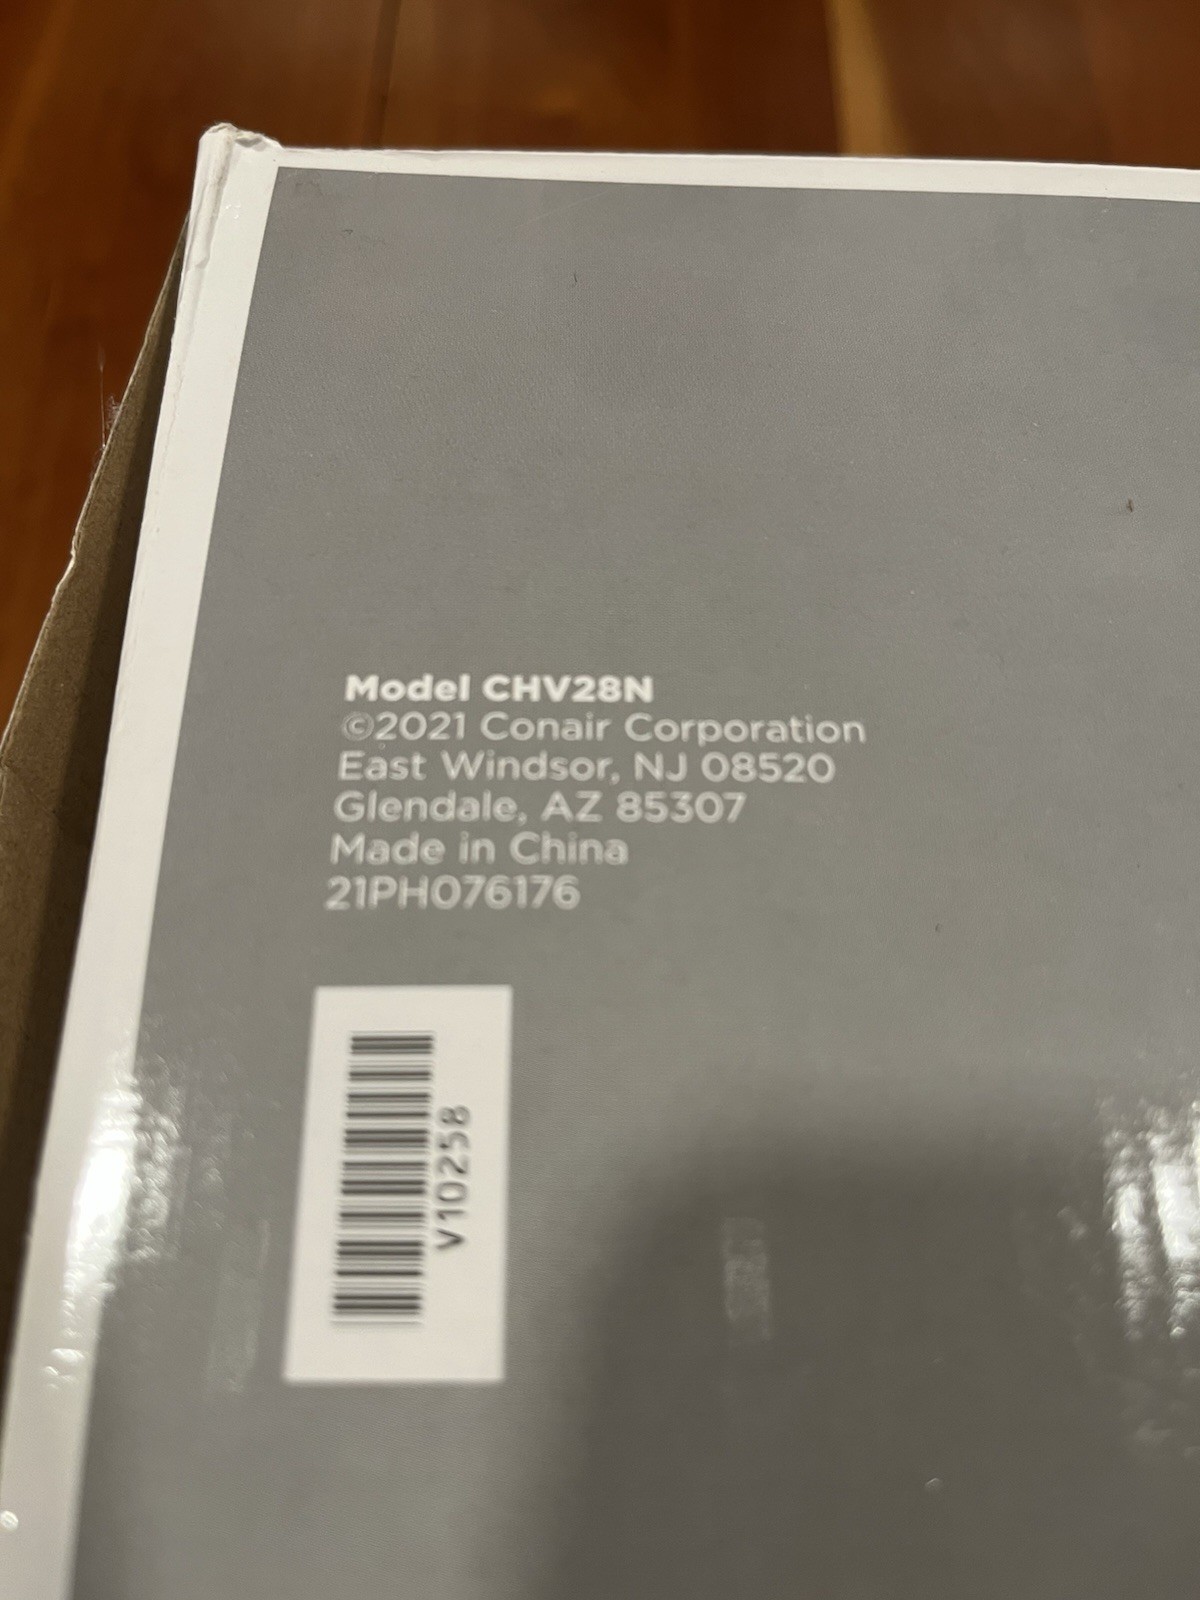 Model CHV28N
©2021 Conair Corporation
East Windsor, NJ 08520
Glendale, AZ 85307
Made in China
21PH076176
V10258